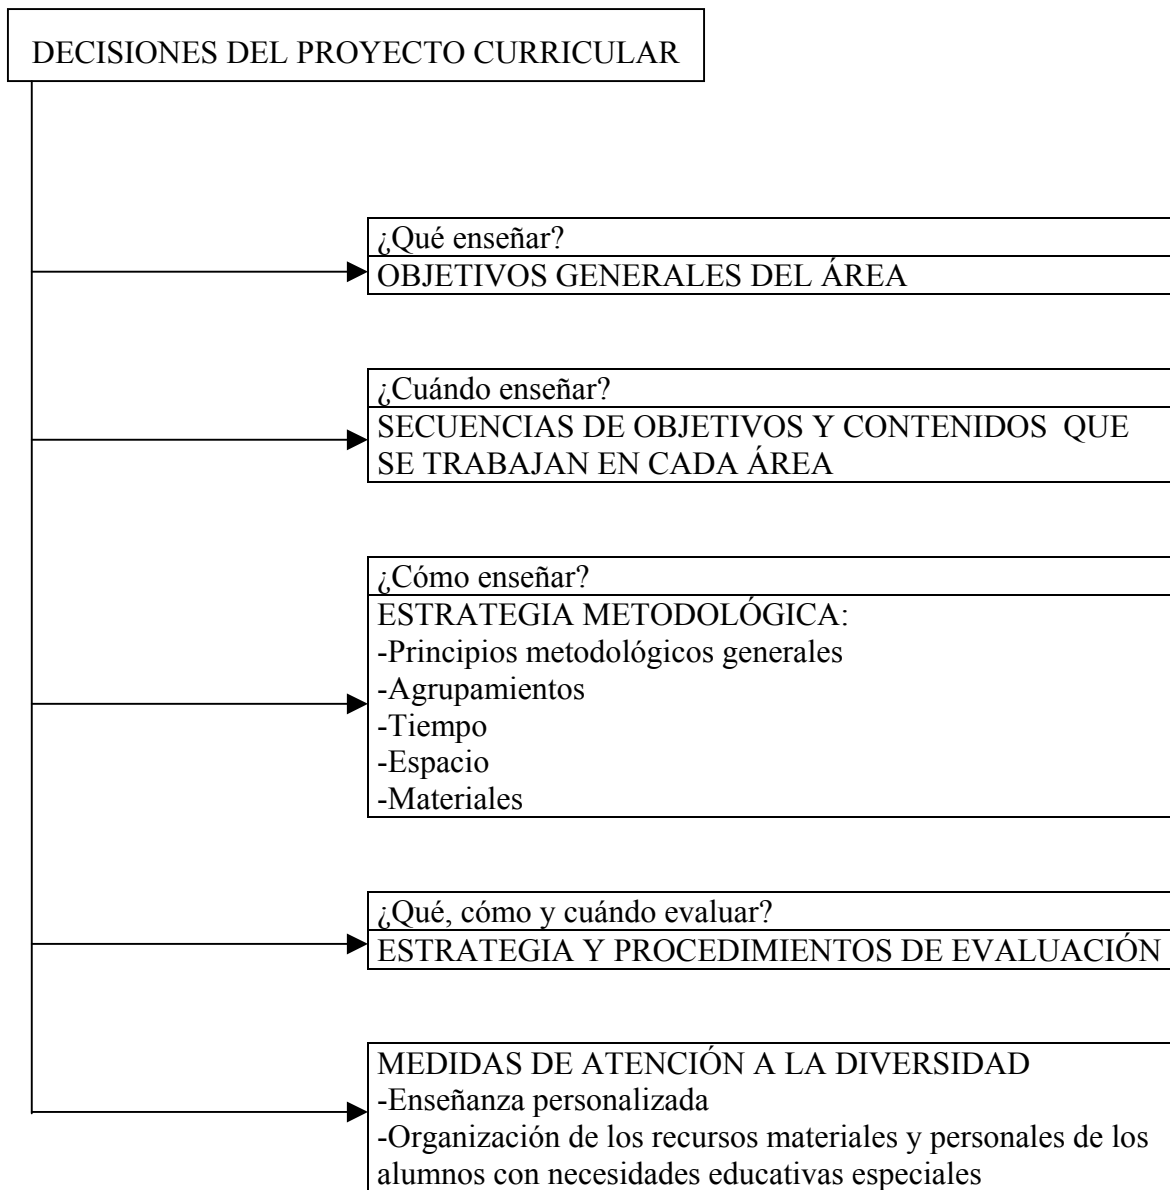 DECISIONES DEL PROYECTO CURRICULAR
¿Qué enseñar?
OBJETIVOS GENERALES DEL ÁREA
¿Cuándo enseñar?
SECUENCIAS DE OBJETIVOS Y CONTENIDOS QUE
SE TRABAJAN EN CADA ÁREA
¿Cómo enseñar?
ESTRATEGIA METODOLÓGICA:
-Principios metodológicos generales
-Agrupamientos
-Tiempo
-Espacio
-Materiales
¿Qué, cómo y cuándo evaluar?
ESTRATEGIA Y PROCEDIMIENTOS DE EVALUACIÓN
MEDIDAS DE ATENCIÓN A LA DIVERSIDAD
-Enseñanza personalizada
-Organización de los recursos materiales y personales de los
alumnos con necesidades educativas especiales